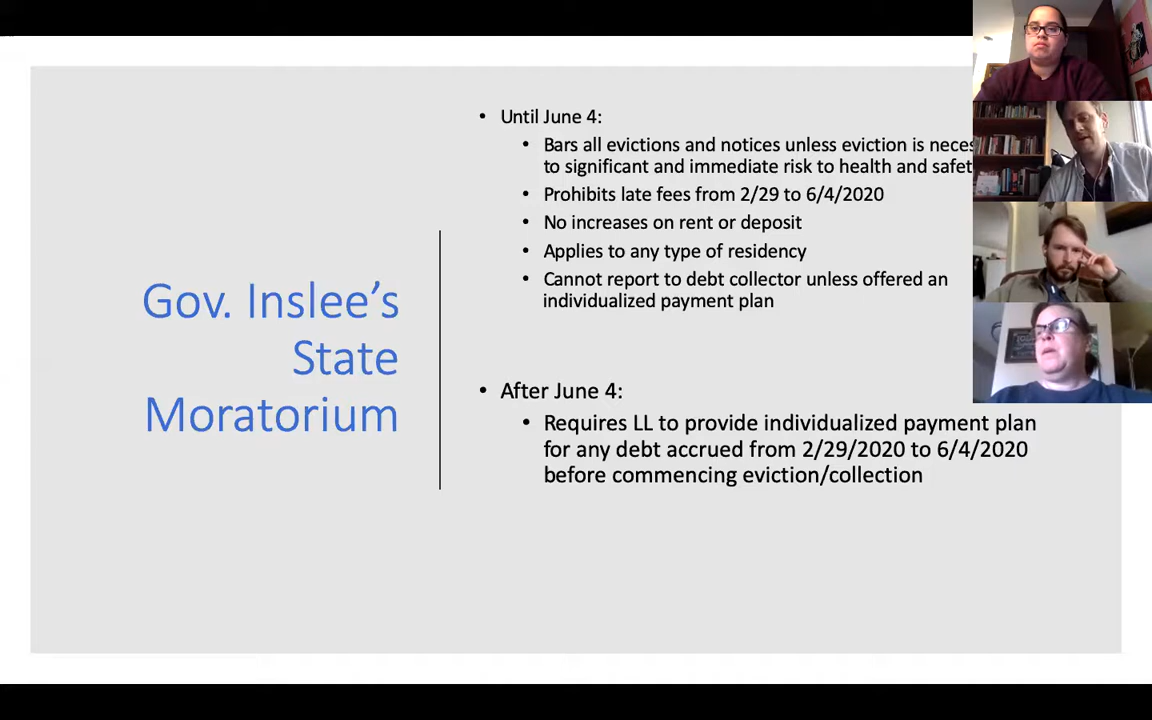 Gov. Inslee's
State
Moratorium
• Until June 4:
• Bars all evictions and notices unless eviction is
to significant and immediate risk to health and
• Prohibits late fees from 2/29 to 6/4/2020
• No increases on rent or deposit
• Applies to any type of residency
• Cannot report to debt collector unless offered an
individualized payment plan
• After June 4:
• Requires LL to provide individualized payment plan
for any debt accrued from 2/29/2020 to 6/4/2020
before commencing eviction/collection